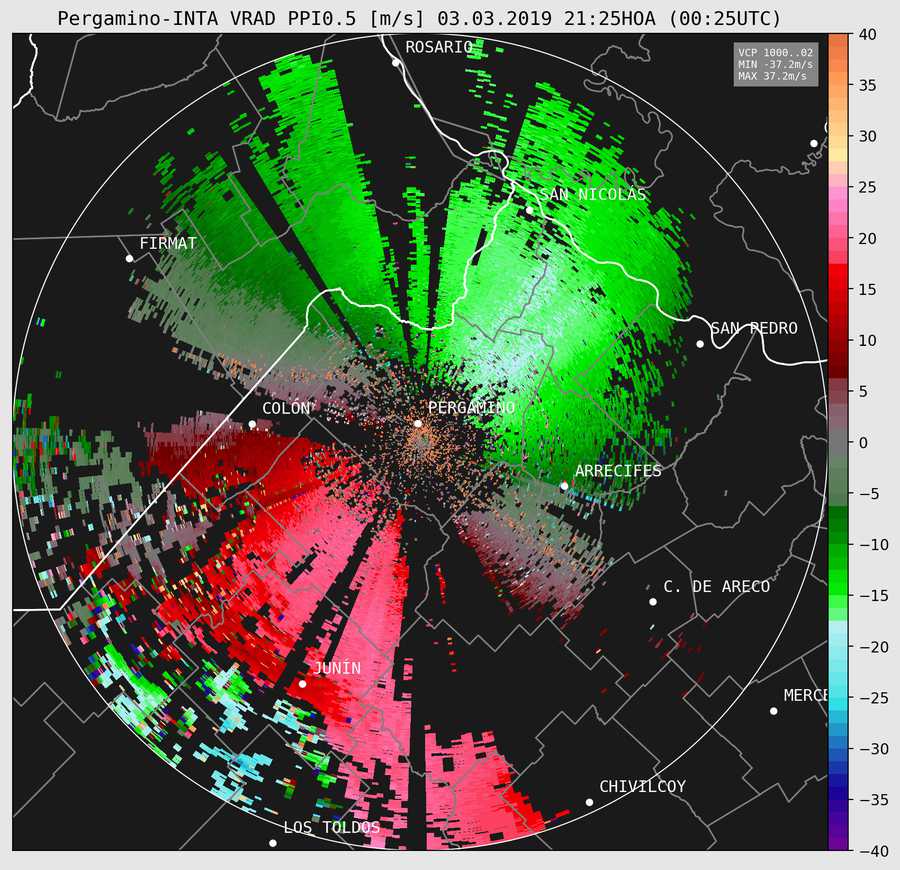 Pergamino-INTA VRAD PPI0.5 [m/s] 03.03.2019 21:25HOA (00:25UTC)
VCP 1000..02
MIN -37.2m/s
MAX 37.2m/s
ROSARIO
SAN NICOLÁS
FIRMAT
SAN PEDRO
COLÓN
PERGAMINO
ARRECIFES
C. DE ARECO
JUNÍN
MERCE
CHIVILCOY
LOS TOLDOS
40
35
30
25
20
15
10
5
0
−5
−10
−15
−20
−25
−30
−35
−40